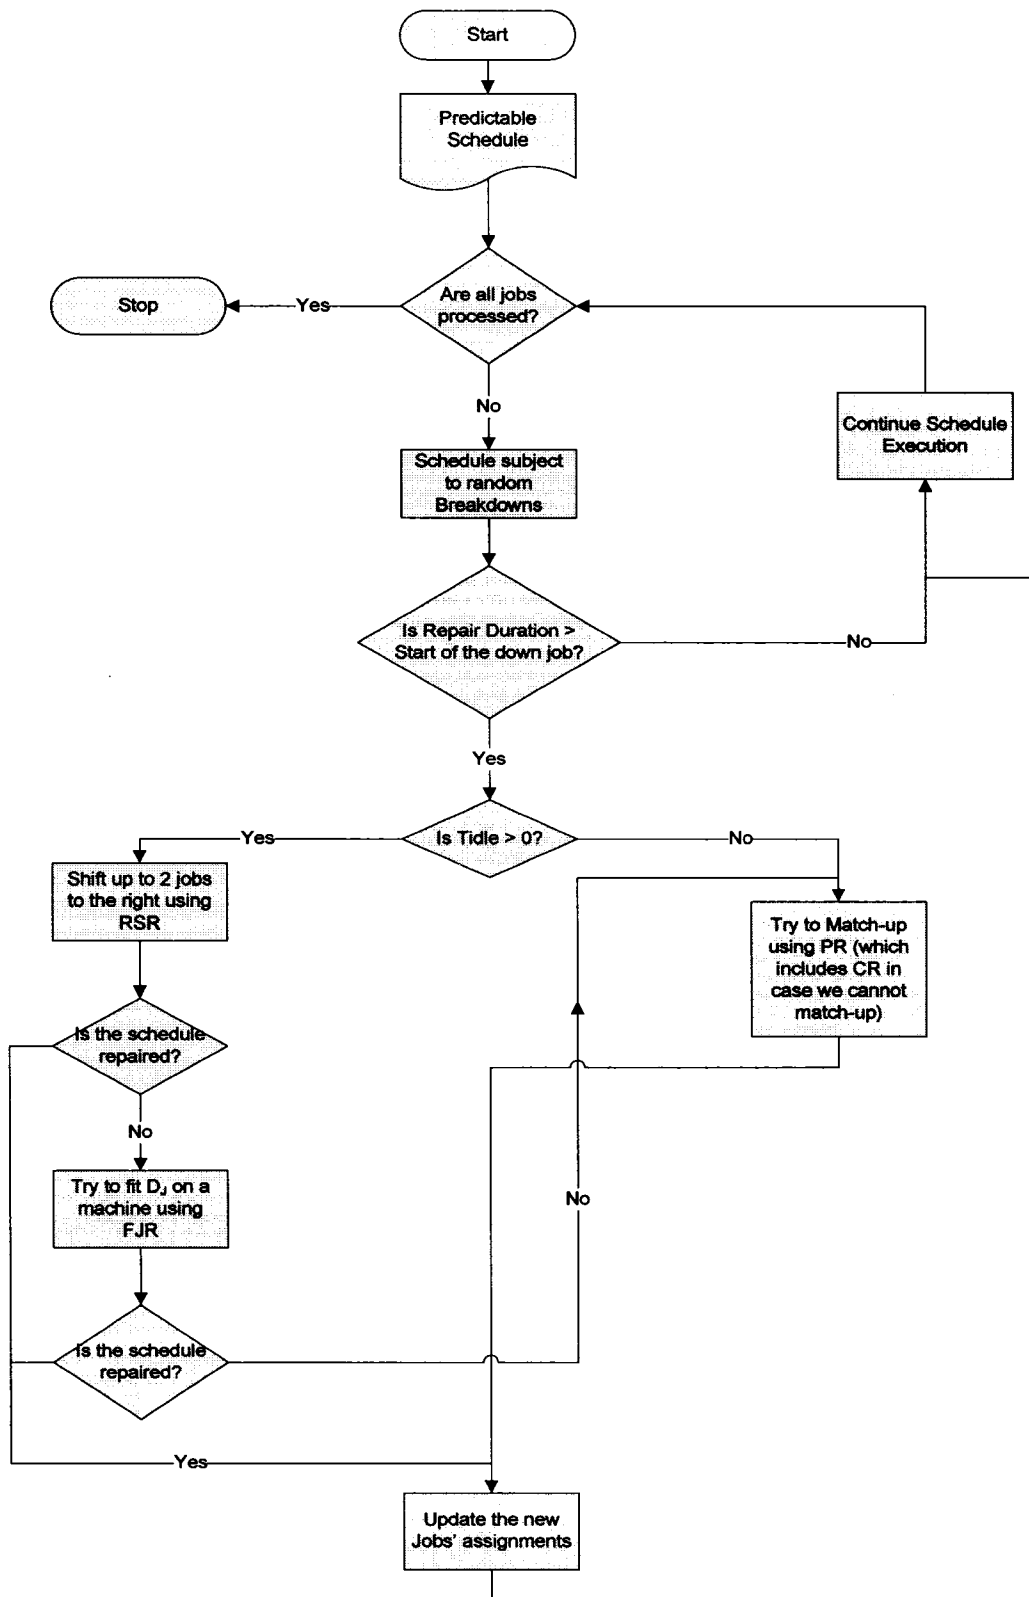 Start
Predictable
Schedule
Are all jobs
processed?
Yes
Stop
No
Continue Schedule
Execution
Schedule subject
to random
Breakdowns
Is Repair Duration >
Start of the down job?
No
Yes
Is Tidle > 0?
Yes
No
Shift up to 2 jobs
to the right using
RSR
Try to Match-up
using PR (which
includes CR in
case we cannot
match-up)
Is the schedule
repaired?
No
Try to fit DJ on a
machine using
FJR
No
Is the schedule
repaired?
Yes
Update the new
Jobs' assignments